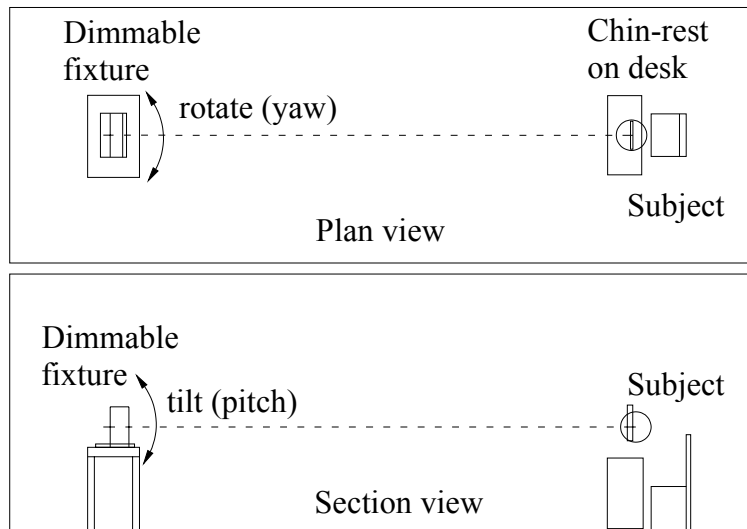 Dimmable
fixture
Chin-rest
on desk
rotate (yaw)
Subject
Plan view
Dimmable
fixture
tilt (pitch)
Subject
Section view